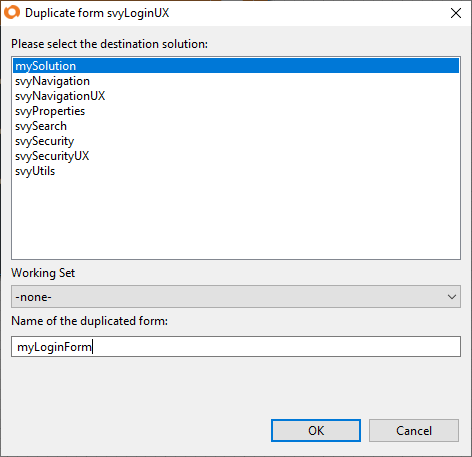 Duplicate form svyLoginUX
Please select the destination solution:
mySolution
svyNavigation
svyNavigationUX
svyProperties
svySearch
svySecurity
svySecurityUX
svyUtils
Working Set
-none-
Name of the duplicated form:
myLoginForm
OK Cancel